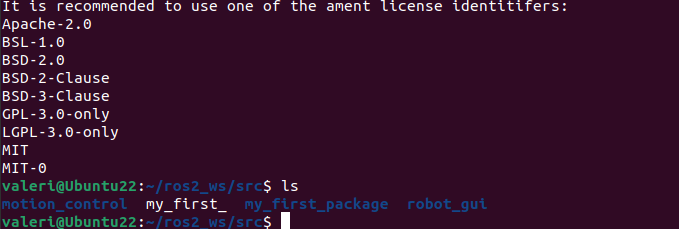 It is recommended to use one of the ament license identitifers:
Apache-2.0
BSL-1.0
BSD-2.0
BSD-2-Clause
BSD-3-Clause
GPL-3.0-only
LGPL-3.0-only
MIT
MIT-0
valeri@Ubuntu22:~/ros2_ws/src$ ls
motion_control  my_first_  my_first_package  robot_gui
valeri@Ubuntu22:~/ros2_ws/src$